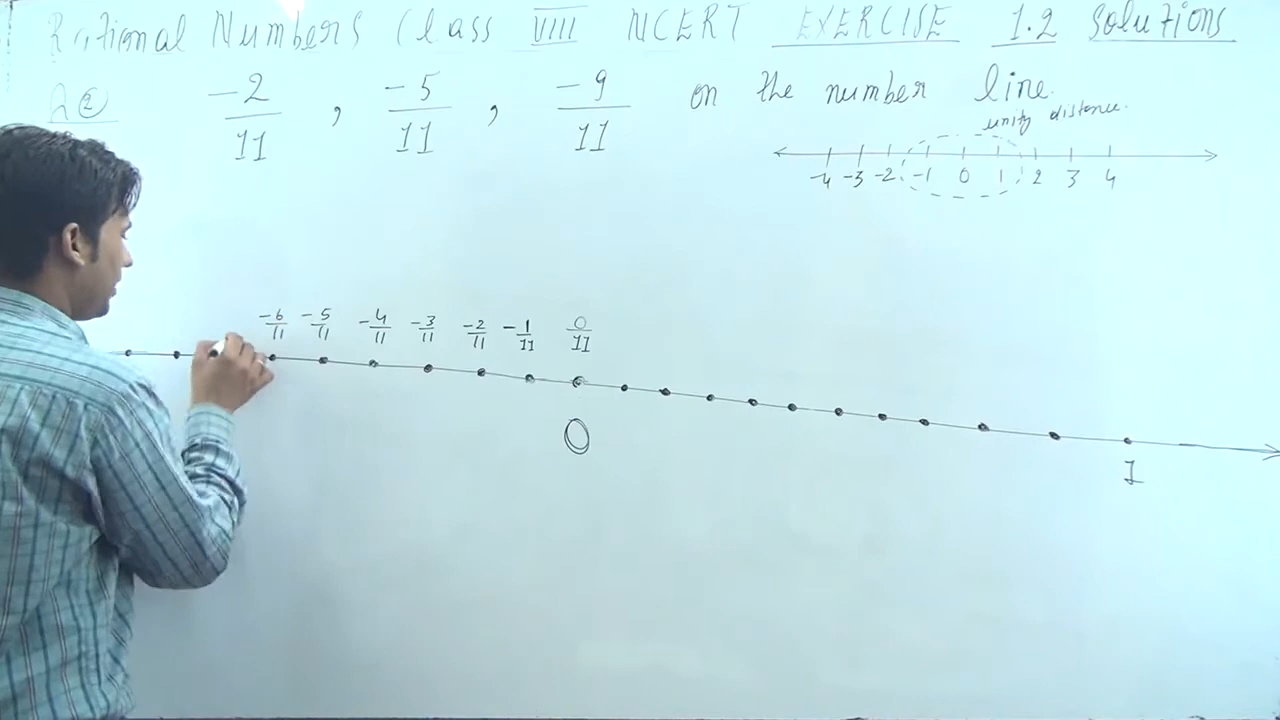 Rational Numbers Class VIII NCERT EXERCISE 1.2 Solutions
-2/11 , -5/11 , -9/11 on the number line.
unity distance.
-4 -3 -2 -1 0 1 2 3 4
-6/11 -5/11 -4/11 -3/11 -2/11 -1/11 0/11
0
1